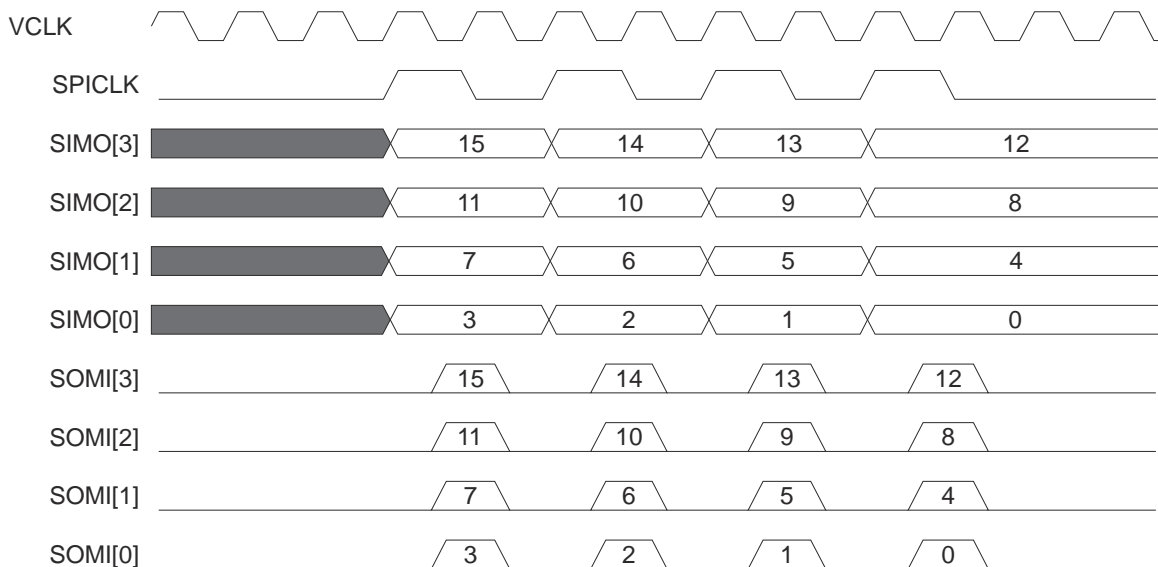 VCLK
SPICLK
SIMO[3] 15 14 13 12
SIMO[2] 11 10 9 8
SIMO[1] 7 6 5 4
SIMO[0] 3 2 1 0
SOMI[3] 15 14 13 12
SOMI[2] 11 10 9 8
SOMI[1] 7 6 5 4
SOMI[0] 3 2 1 0